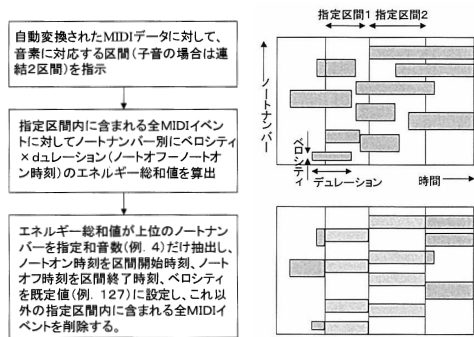 自動変換されたMIDIデータに対して、
音素に対応する区間(子音の場合は連
結2区間)を指示
指定区間内に含まれる全MIDIイベン
トに対してノートナンバー別にベロシティ
×dュレーション(ノートオフーノートオ
ン時刻)のエネルギー総和値を算出
エネルギー総和値が上位のノートナン
バーを指定和音数(例. 4)だけ抽出し、
ノートオン時刻を区間開始時刻、ノート
オフ時刻を区間終了時刻、ベロシティ
を既定値(例. 127)に設定し、これ以
外の指定区間内に含まれる全MIDIイ
ベントを削除する。
指定区間1 指定区間2
ノートナンバー
ベロシティ
デュレーション
時間